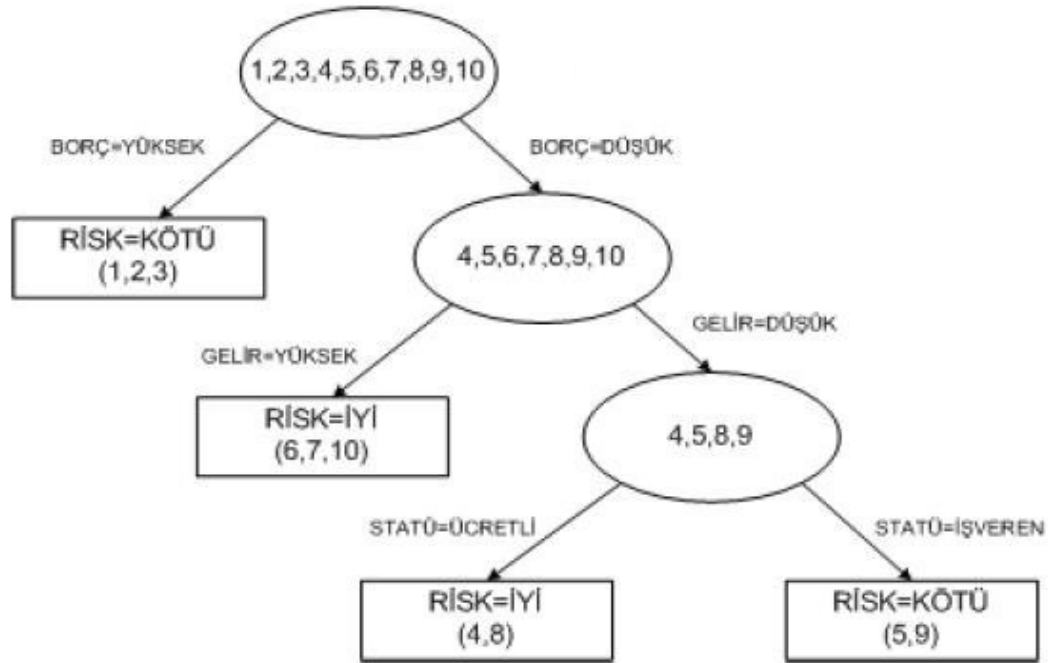 1,2,3,4,5,6,7,8,9,10
BORÇ=YÜKSEK
BORÇ=DÜŞÜK
RİSK=KÖTÜ
(1,2,3)
4,5,6,7,8,9,10
GELİR=YÜKSEK
GELİR=DÜŞÜK
RİSK=İYİ
(6,7,10)
4,5,8,9
STATÜ=ÜCRETLİ
STATÜ=İŞVEREN
RİSK=İYİ
(4,8)
RİSK=KÖTÜ
(5,9)